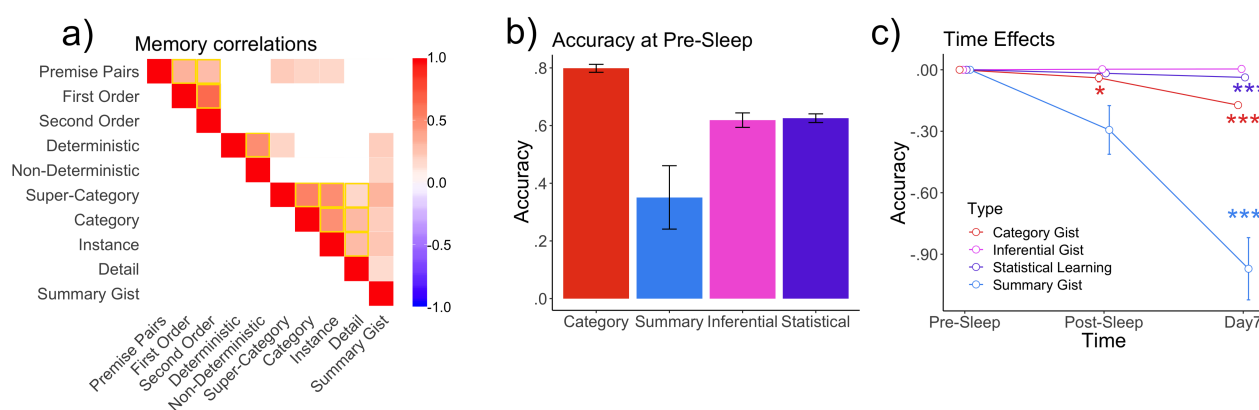 a)
Memory correlations
Premise Pairs
First Order
Second Order
Deterministic
Non-Deterministic
Super-Category
Category
Instance
Detail
Summary Gist
Premise Pairs
First Order
Second Order
Deterministic
Non-Deterministic
Super-Category
Category
Instance
Detail
Summary Gist
1.0
0.5
0.0
-0.5
-1.0
b)
Accuracy at Pre-Sleep
Accuracy
.8
.6
.4
.2
.0
Category Summary Inferential Statistical
c)
Time Effects
Accuracy
.00
-.30
-.60
-.90
*
***
***
***
Type
Category Gist
Inferential Gist
Statistical Learning
Summary Gist
Pre-Sleep Post-Sleep Day7
Time